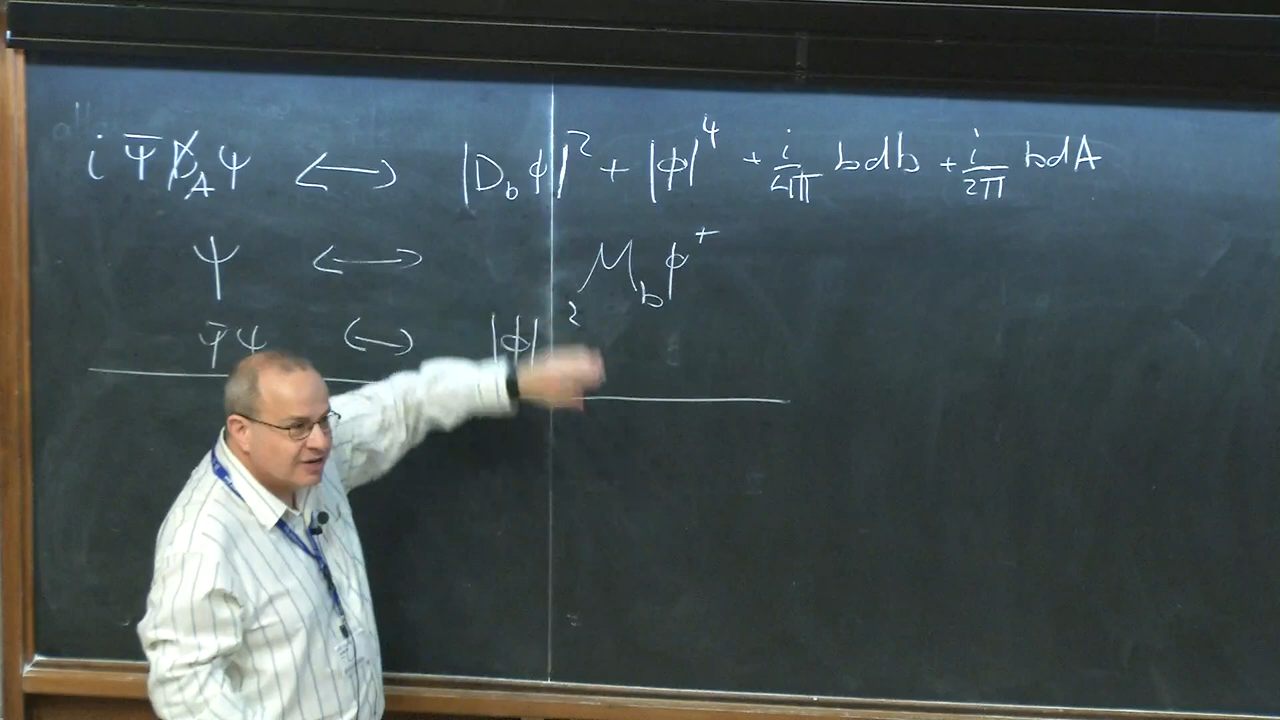 i Ψ̄ D̸_A Ψ ⟷ |D_b ϕ|² + |ϕ|⁴ + i/4π bdb + i/2π bdA
Ψ ⟷ M_b ϕ⁺
Ψ̄ Ψ ⟷ |ϕ|²